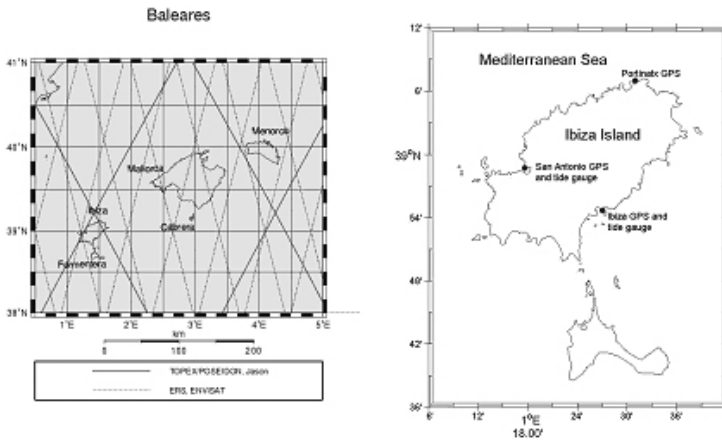 Baleares
41°N
40°N
39°N
38°N
Menorca
Mallorca
Ibiza
Cabrera
Formentera
1°E
2°E
3°E
4°E
5°E
km
0
100
200
TOPEX/POSEIDON, Jason
ERS, ENVISAT
12'
6'
39°N
54'
48'
42'
36'
Mediterranean Sea
Portinatx GPS
Ibiza Island
San Antonio GPS
and tide gauge
Ibiza GPS and
tide gauge
6'
12'
1°E
18.00'
24'
30'
36'
42'